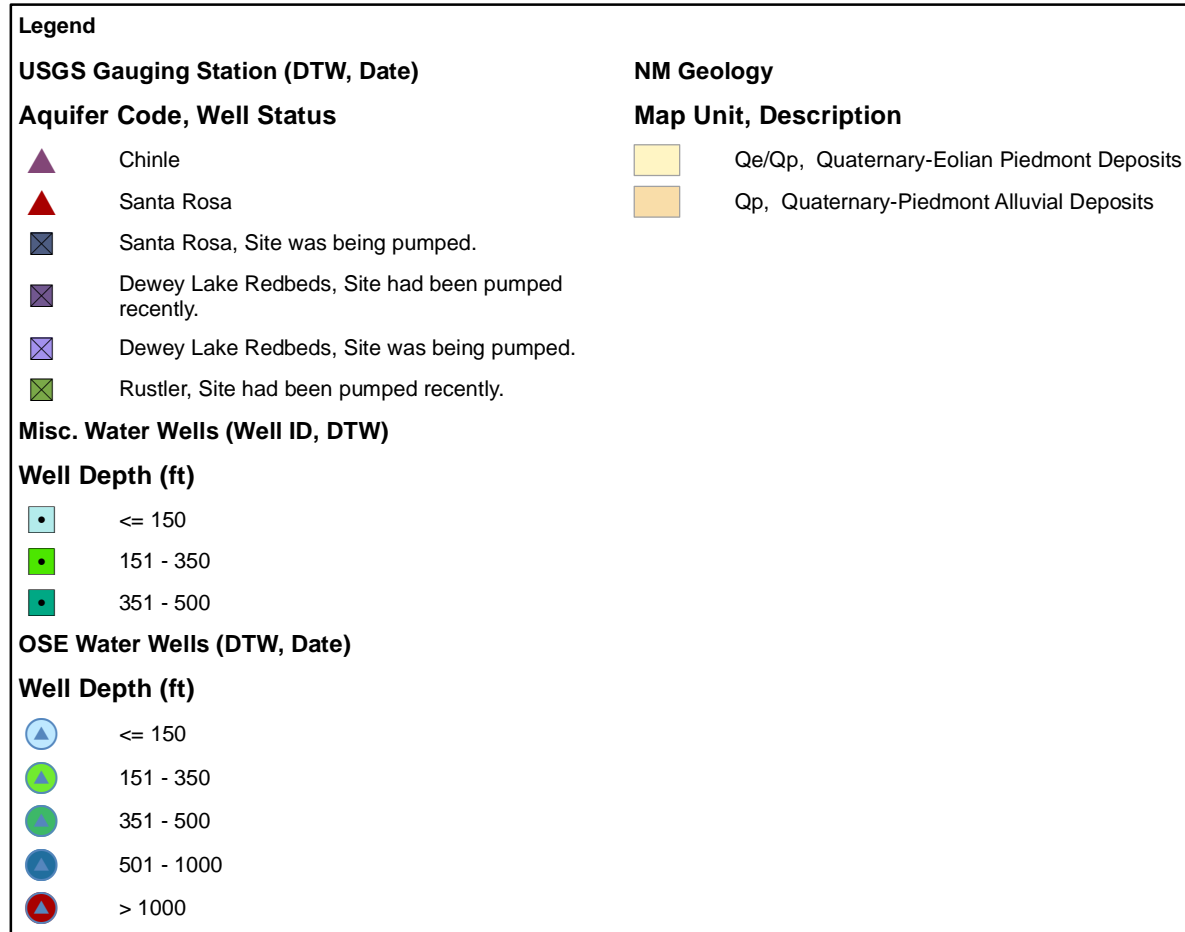 Legend
USGS Gauging Station (DTW, Date)
Aquifer Code, Well Status
Chinle
Santa Rosa
Santa Rosa, Site was being pumped.
Dewey Lake Redbeds, Site had been pumped
recently.
Dewey Lake Redbeds, Site was being pumped.
Rustler, Site had been pumped recently.
Misc. Water Wells (Well ID, DTW)
Well Depth (ft)
<= 150
151 - 350
351 - 500
OSE Water Wells (DTW, Date)
Well Depth (ft)
<= 150
151 - 350
351 - 500
501 - 1000
> 1000
NM Geology
Map Unit, Description
Qe/Qp, Quaternary-Eolian Piedmont Deposits
Qp, Quaternary-Piedmont Alluvial Deposits